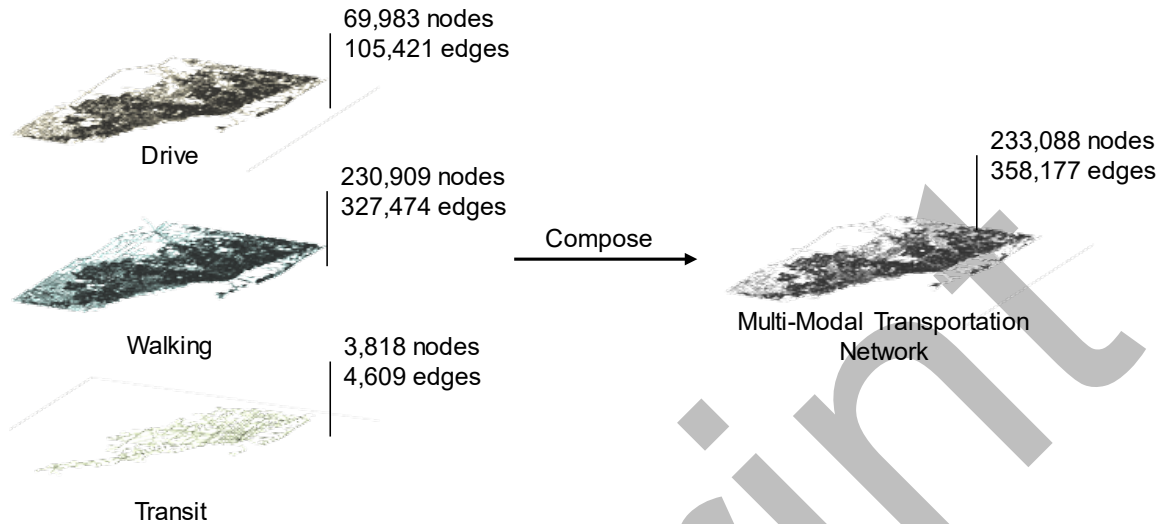 69,983 nodes
105,421 edges
Drive
230,909 nodes
327,474 edges
Walking
3,818 nodes
4,609 edges
Transit
Compose
233,088 nodes
358,177 edges
Multi-Modal Transportation
Network
rint